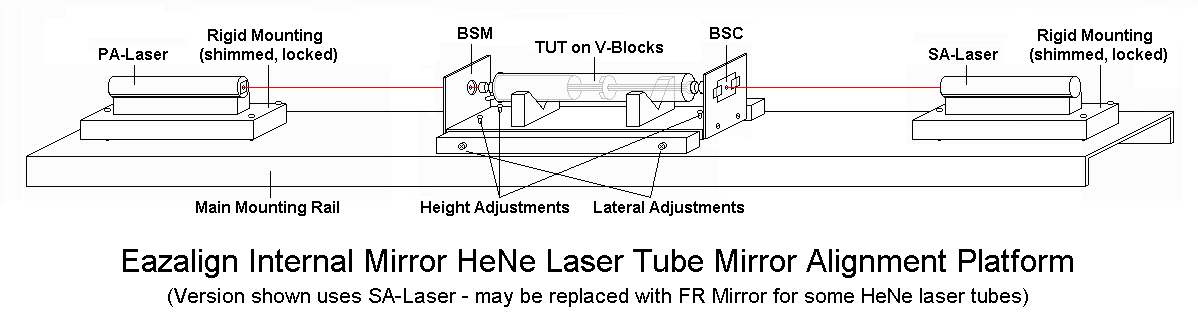 BSM
BSC
Rigid Mounting
(shimmed, locked)
PA-Laser
TUT on V-Blocks
SA-Laser
Rigid Mounting
(shimmed, locked)
Main Mounting Rail
Height Adjustments
Lateral Adjustments
Eazalign Internal Mirror HeNe Laser Tube Mirror Alignment Platform
(Version shown uses SA-Laser - may be replaced with FR Mirror for some HeNe laser tubes)